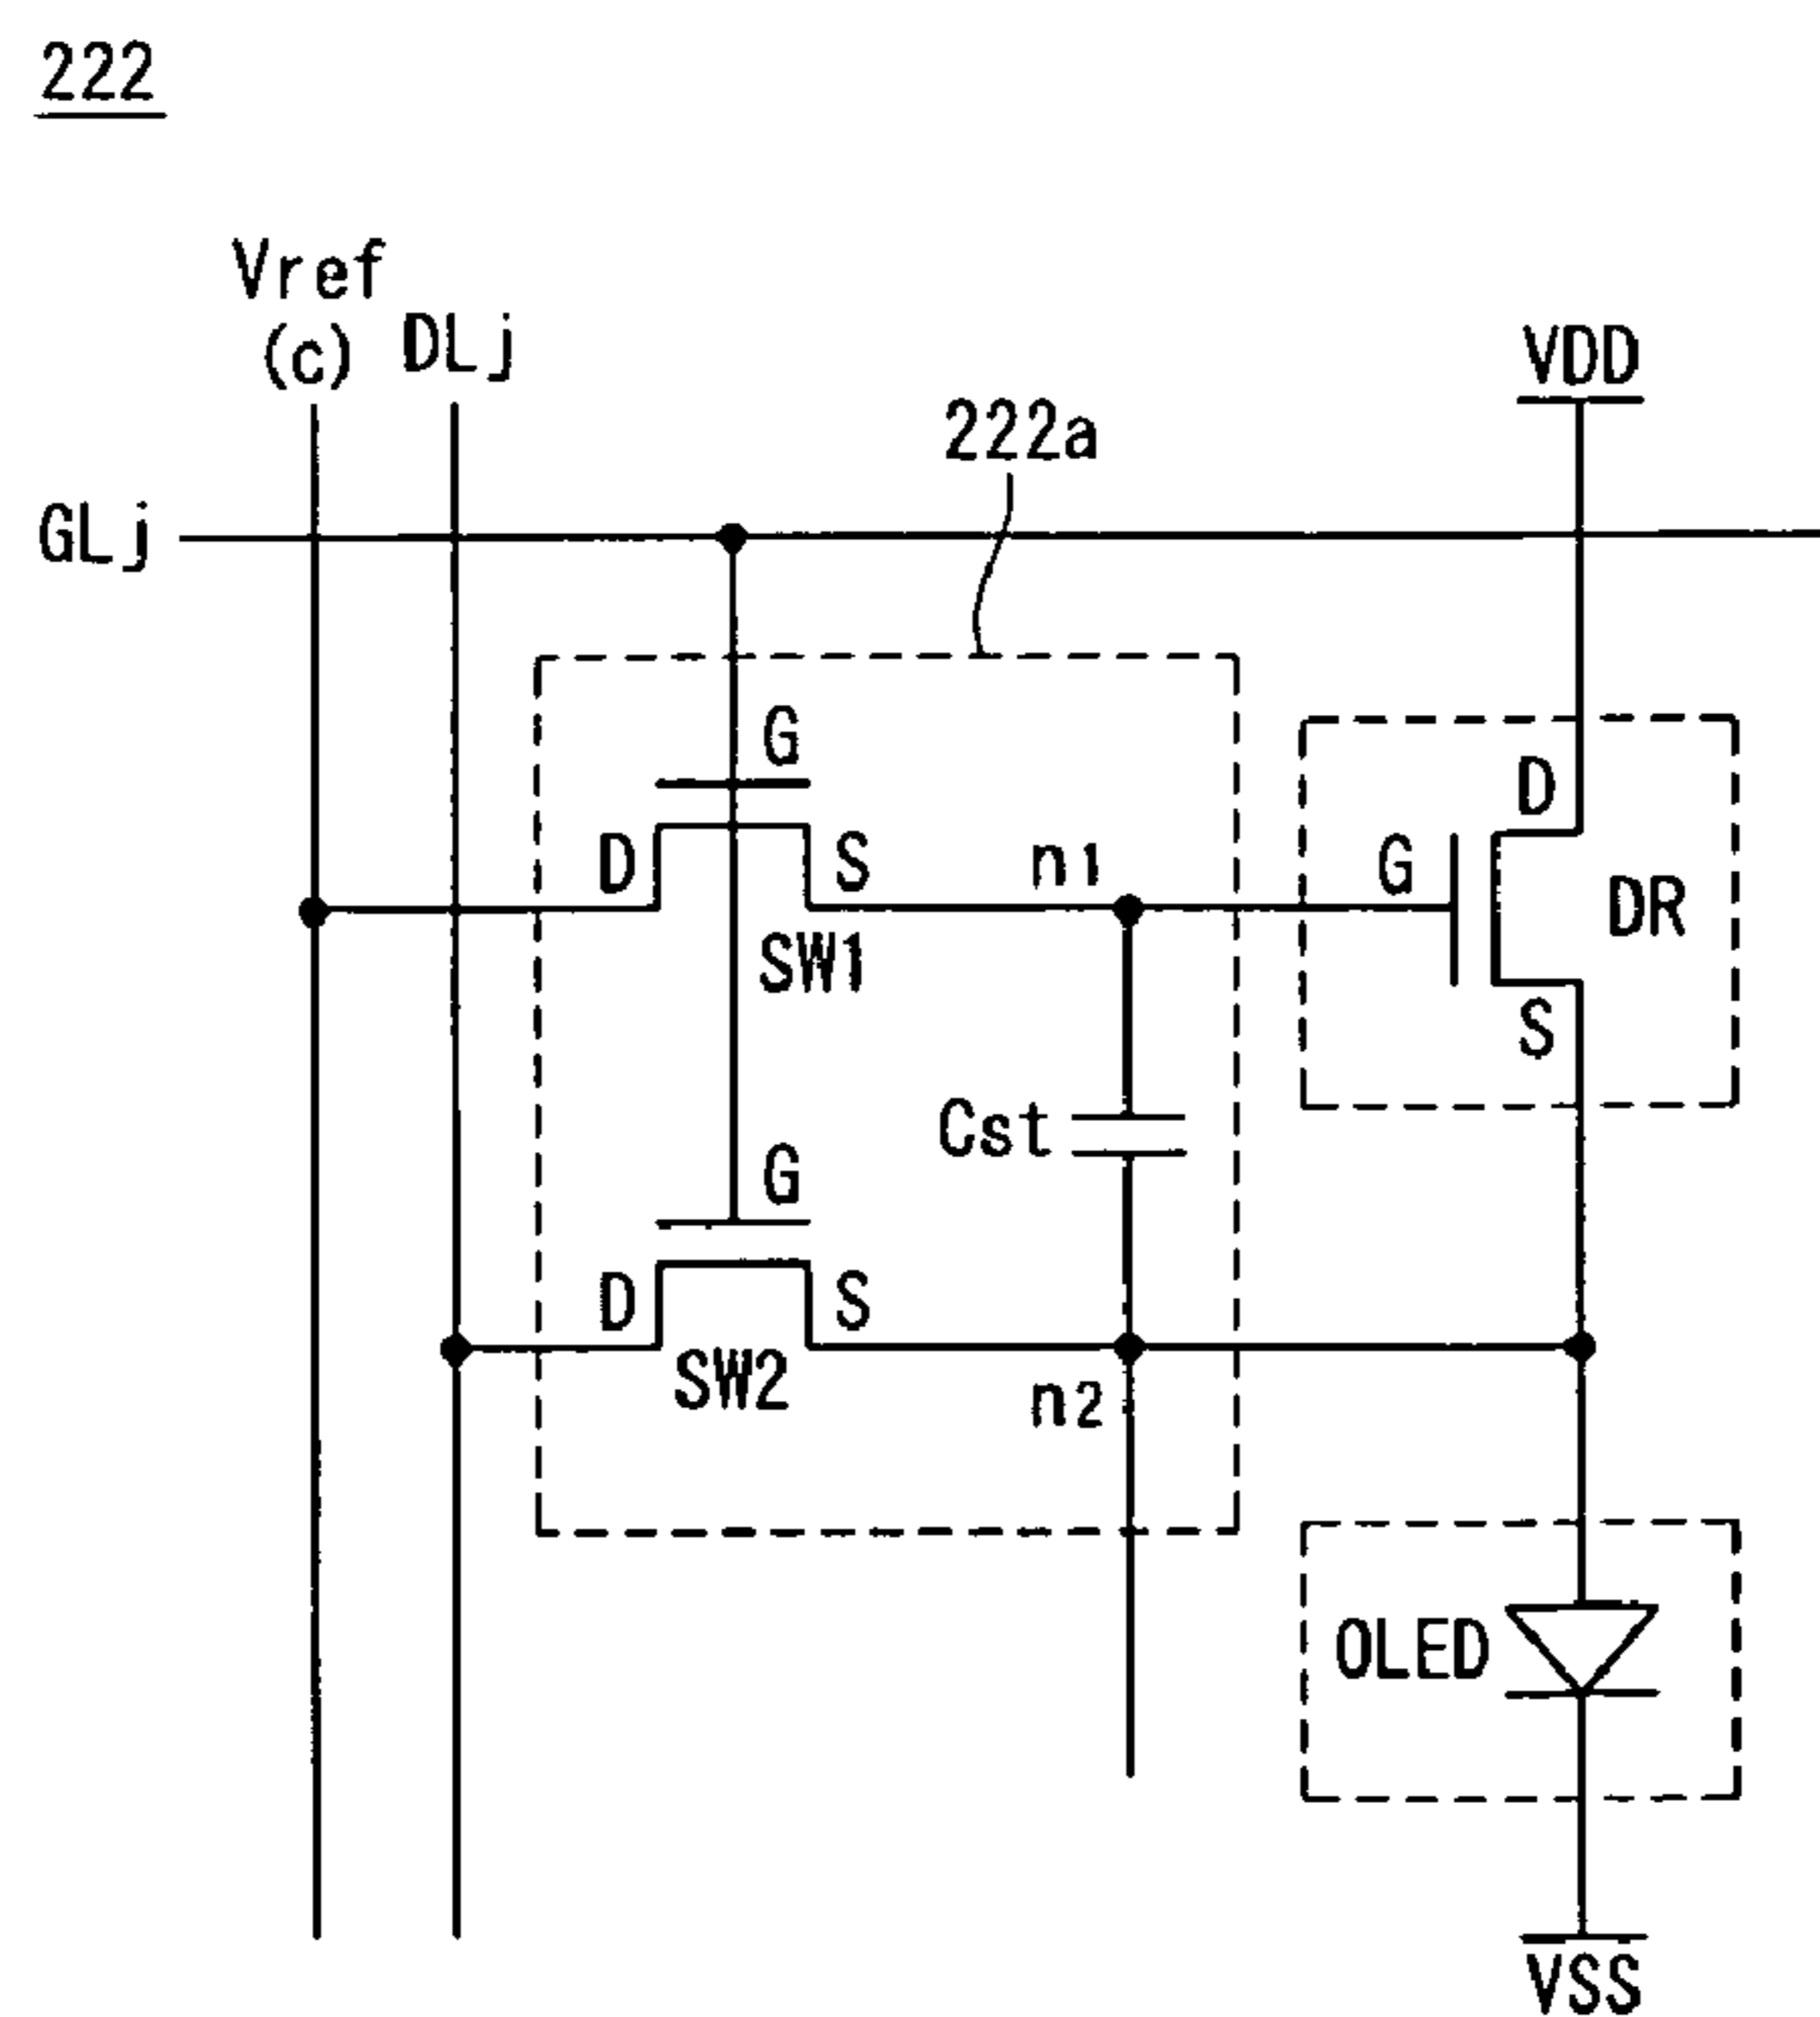 222
Vref
(c)
DLj
VDD
222a
GLj
G
D
D
S
n1
G
DR
SW1
S
Cst
G
D
S
SW2
n2
OLED
VSS